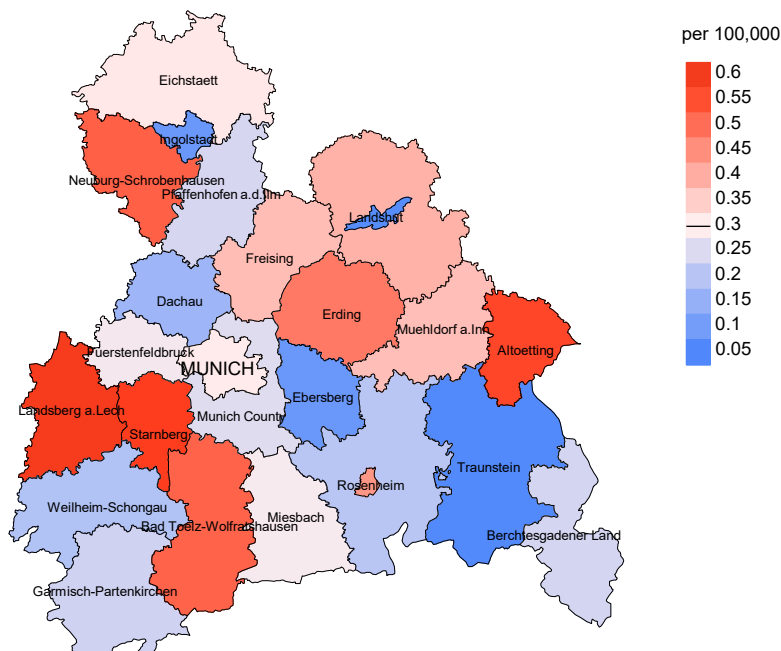 per 100,000
0.6
0.55
0.5
0.45
0.4
0.35
0.3
0.25
0.2
0.15
0.1
0.05
Eichstaett
Ingolstadt
Neuburg-Schrobenhausen
Pfaffenhofen a.d.Ilm
Landshut
Freising
Dachau
Erding
Muehldorf a.Inn
Altoetting
Fuerstenfeldbruck
MUNICH
Ebersberg
Landsberg a.Lech
Starnberg
Munich County
Traunstein
Rosenheim
Weilheim-Schongau
Bad Toelz-Wolfratshausen
Miesbach
Berchtesgadener Land
Garmisch-Partenkirchen